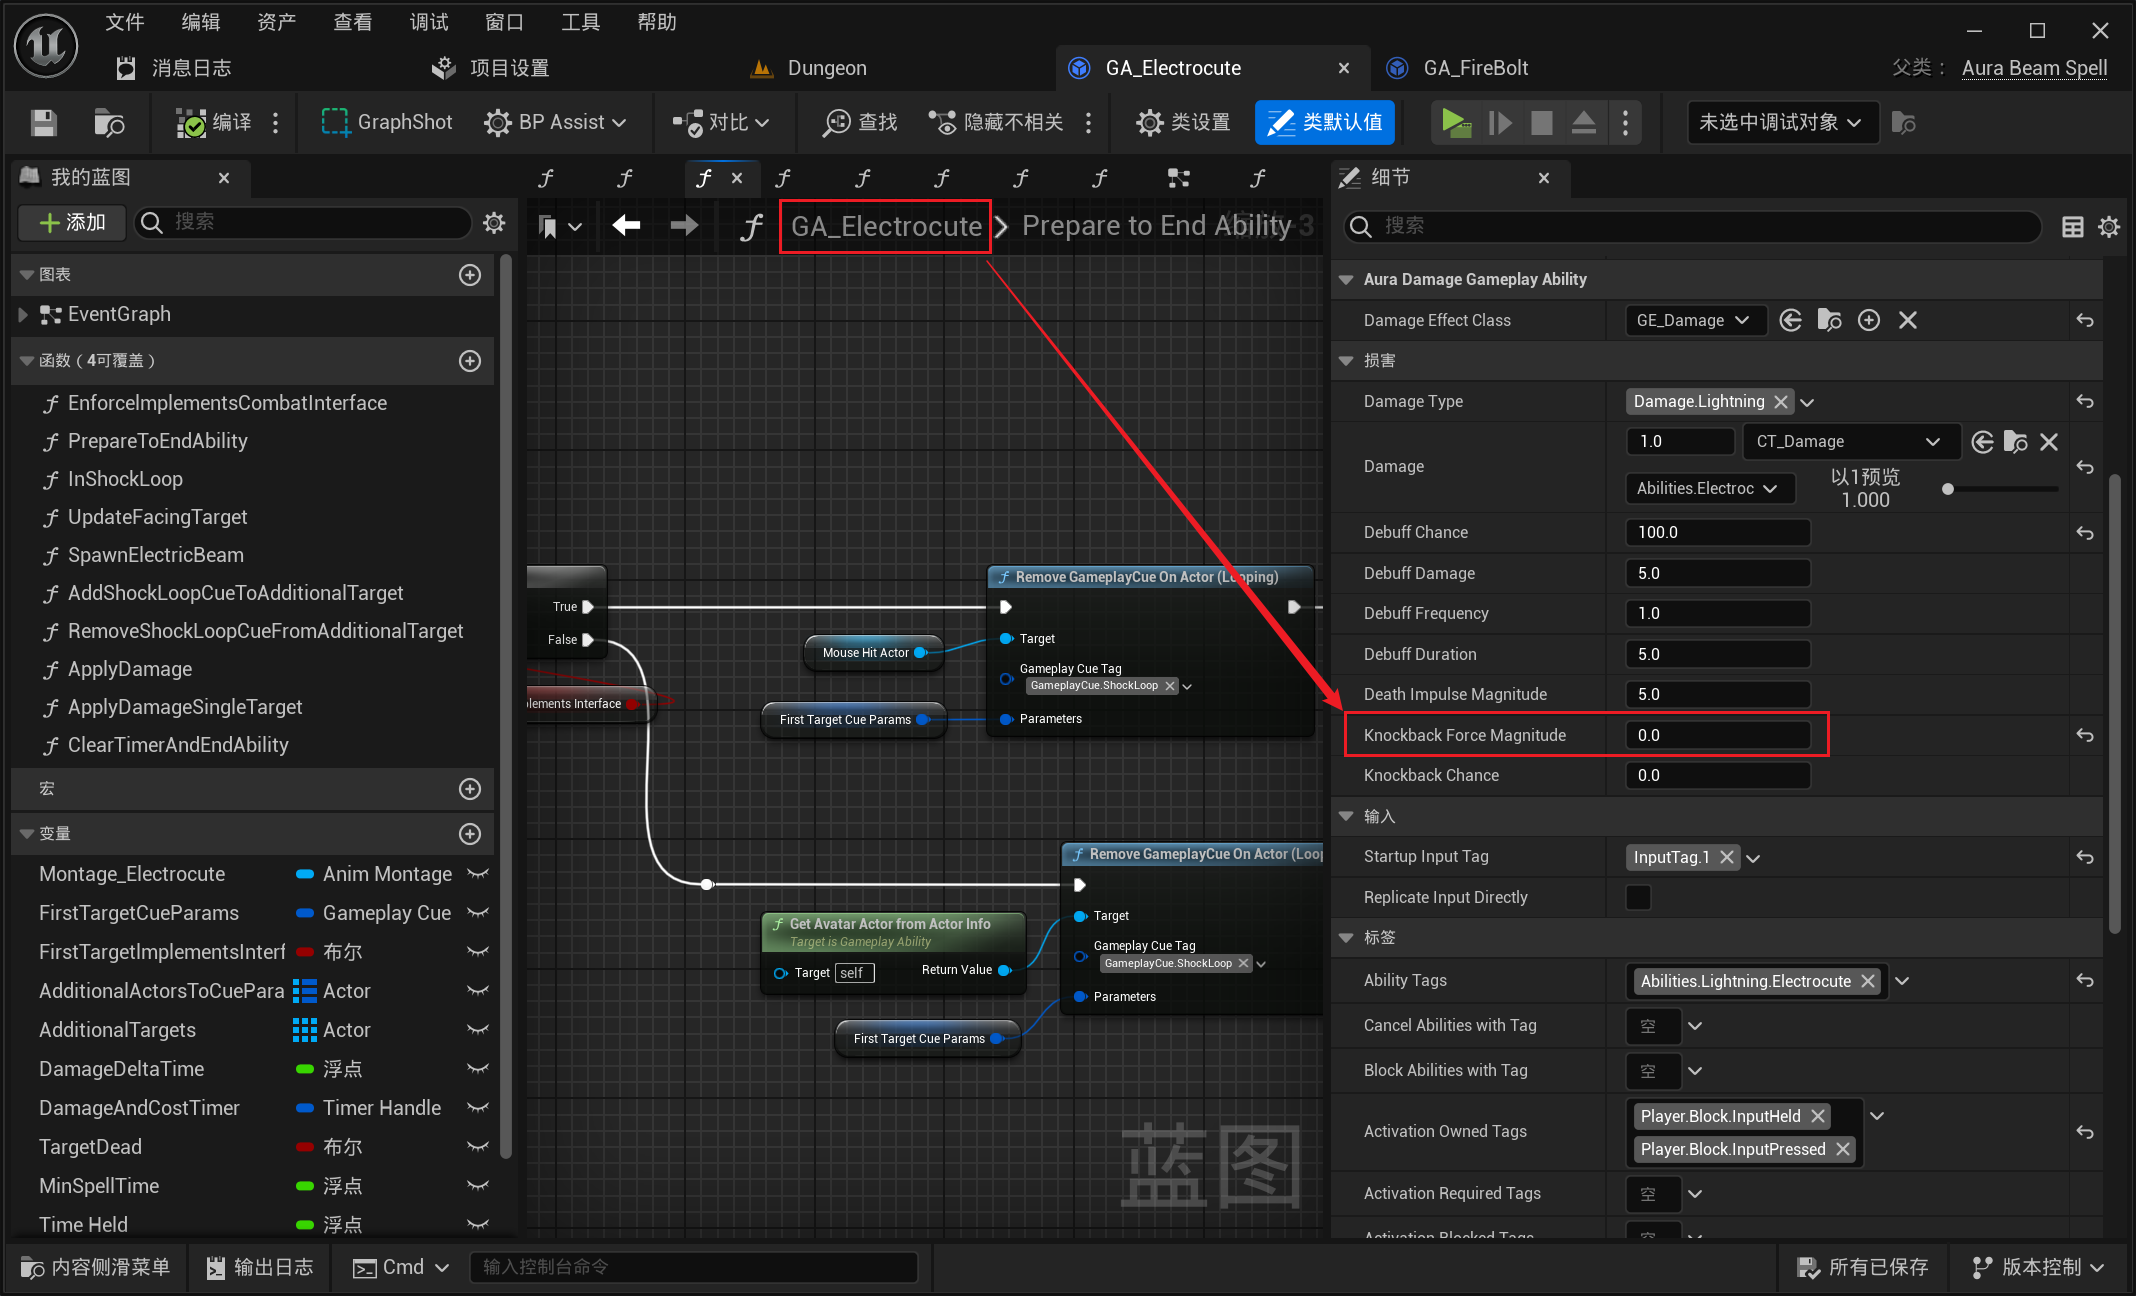 文件 编辑 资产 查看 调试 窗口 工具 帮助
消息日志 项目设置 Dungeon GA_Electrocute GA_FireBolt 父类： Aura Beam Spell
编译 GraphShot BP Assist 对比 查找 隐藏不相关 类设置 类默认值 未选中调试对象
我的蓝图
添加 搜索
图表
EventGraph
函数（4可覆盖）
EnforceImplementsCombatInterface
PrepareToEndAbility
InShockLoop
UpdateFacingTarget
SpawnElectricBeam
AddShockLoopCueToAdditionalTarget
RemoveShockLoopCueFromAdditionalTarget
ApplyDamage
ApplyDamageSingleTarget
ClearTimerAndEndAbility
宏
变量
Montage_Electrocute Anim Montage
FirstTargetCueParams Gameplay Cue
FirstTargetImplementsInterf 布尔
AdditionalActorsToCuePara Actor
AdditionalTargets Actor
DamageDeltaTime 浮点
DamageAndCostTimer Timer Handle
TargetDead 布尔
MinSpellTime 浮点
Time Held 浮点
GA_Electrocute Prepare to End Ability
True
False
lements Interface
Mouse Hit Actor
First Target Cue Params
Remove GameplayCue On Actor (Looping)
Target
Gameplay Cue Tag
GameplayCue.ShockLoop
Parameters
Remove GameplayCue On Actor (Loop
Target
Gameplay Cue Tag
GameplayCue.ShockLoop
Parameters
Get Avatar Actor from Actor Info
Target is Gameplay Ability
Target self Return Value
First Target Cue Params
蓝图
细节
搜索
Aura Damage Gameplay Ability
Damage Effect Class GE_Damage
损害
Damage Type Damage.Lightning
Damage 1.0 CT_Damage
Abilities.Electroc 以1预览
1.000
Debuff Chance 100.0
Debuff Damage 5.0
Debuff Frequency 1.0
Debuff Duration 5.0
Death Impulse Magnitude 5.0
Knockback Force Magnitude 0.0
Knockback Chance 0.0
输入
Startup Input Tag InputTag.1
Replicate Input Directly
标签
Ability Tags Abilities.Lightning.Electrocute
Cancel Abilities with Tag 空
Block Abilities with Tag 空
Activation Owned Tags Player.Block.InputHeld
Player.Block.InputPressed
Activation Required Tags 空
Activation Blocked Tags 空
内容侧滑菜单 输出日志 Cmd 输入控制台命令 所有已保存 版本控制